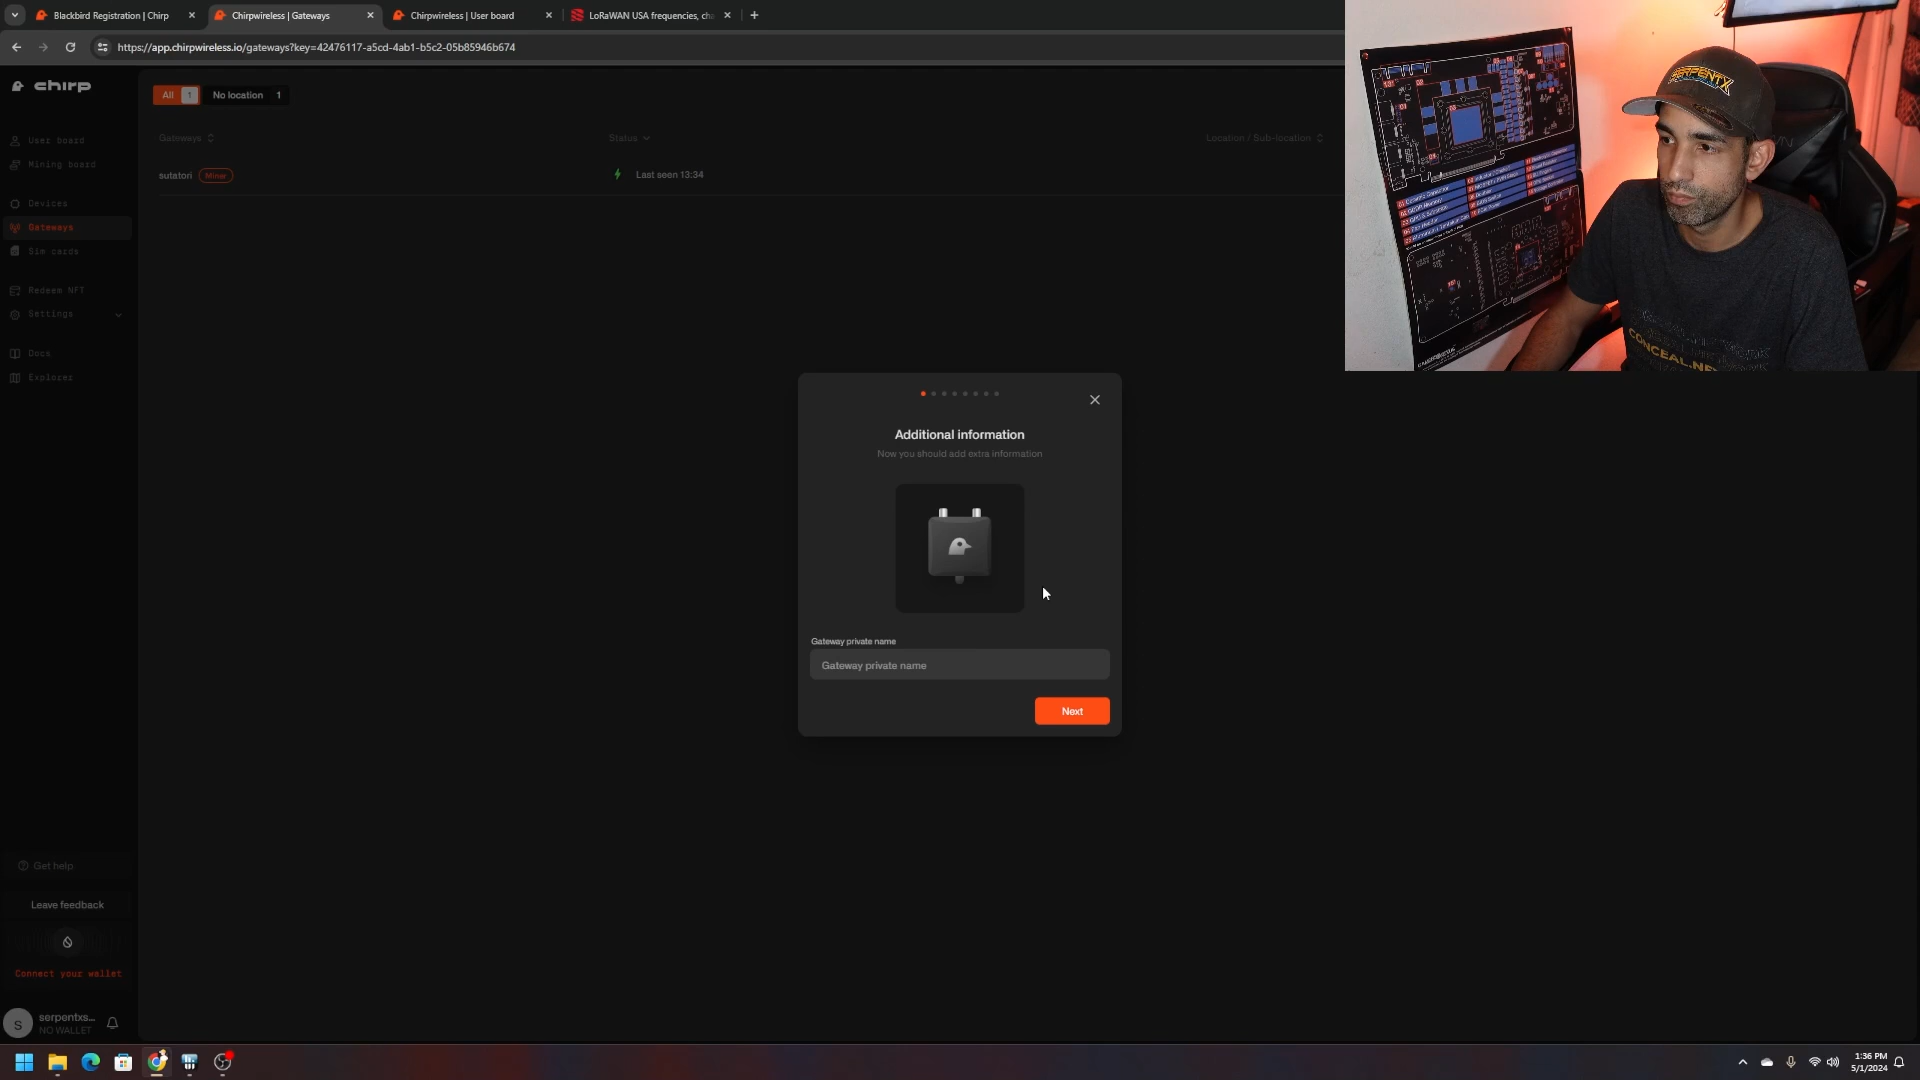 Blackbird Registration | Chirp
Chirpwireless | Gateways
Chirpwireless | User board
LoRaWAN USA frequencies, cha
https://app.chirpwireless.io/gateways?key=42476117-a5cd-4ab1-b5c2-05b85946b674
chirp
All 1
No location 1
Gateways
Status
Location / Sub-location
sutatori
Miner
Last seen 13:34
User board
Mining board
Devices
Gateways
Sim cards
Redeem NFT
Settings
Docs
Explorer
Additional information
Now you should add extra information
Gateway private name
Gateway private name
Next
Get help
Leave feedback
Connect your wallet
S
serpentxs...
NO WALLET
SERPENTX
CONCEAL.NE
1:36 PM
5/1/2024